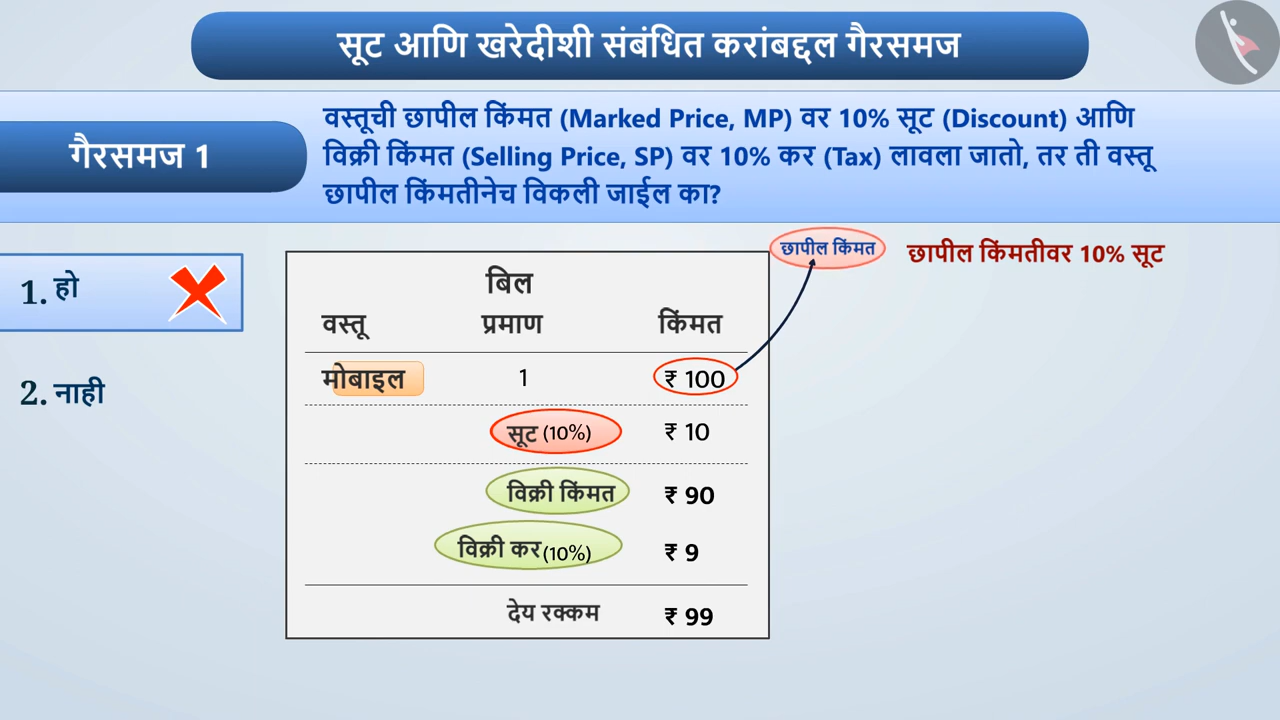 सूट आणि खरेदीशी संबंधित करांबद्दल गैरसमज
गैरसमज 1
वस्तूची छापील किंमत (Marked Price, MP) वर 10% सूट (Discount) आणि
विक्री किंमत (Selling Price, SP) वर 10% कर (Tax) लावला जातो, तर ती वस्तू
छापील किंमतीनेच विकली जाईल का?
1. हो
2. नाही
छापील किंमत
छापील किंमतीवर 10% सूट
बिल
वस्तू प्रमाण किंमत
मोबाइल 1 ₹ 100
सूट (10%) ₹ 10
विक्री किंमत ₹ 90
विक्री कर (10%) ₹ 9
देय रक्कम ₹ 99